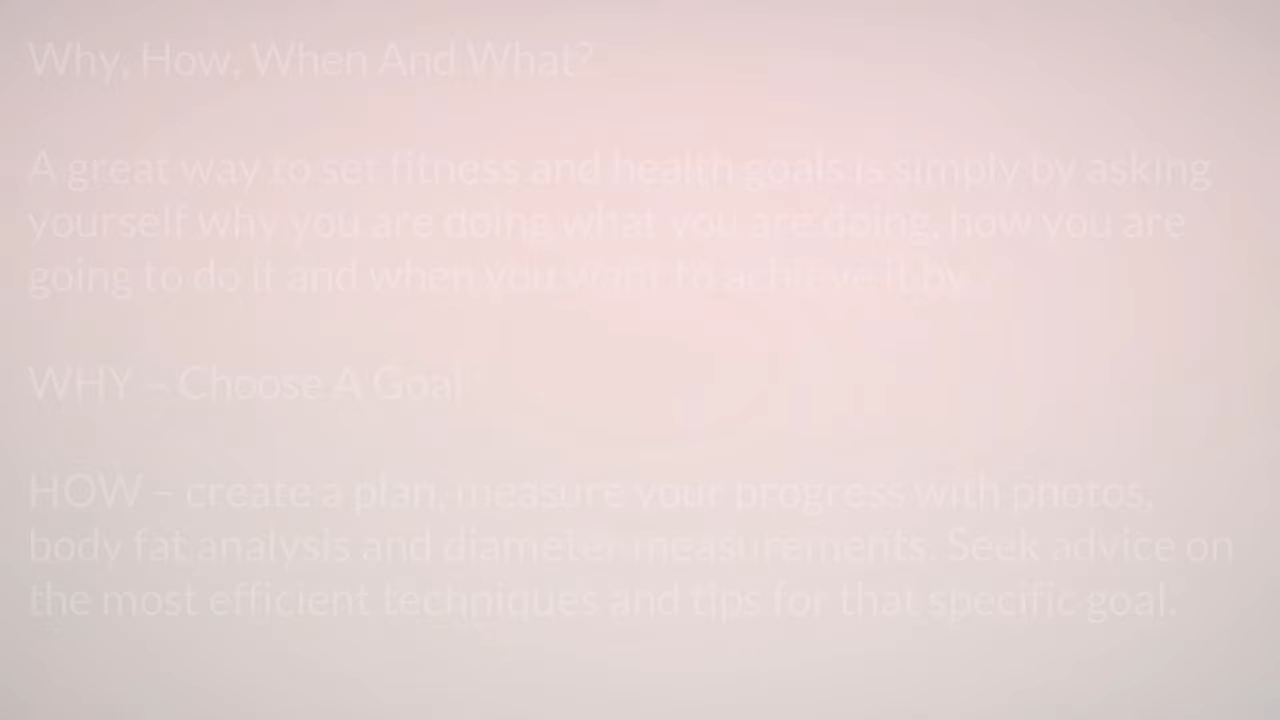 Why, How, When And What?
A great way to set fitness and health goals is simply by asking
yourself why you are doing what you are doing, how you are
going to do it and when you want to achieve it by
WHY – Choose A Goal
HOW – create a plan, measure your progress with photos,
body fat analysis and diameter measurements. Seek advice on
the most efficient techniques and tips for that specific goal.